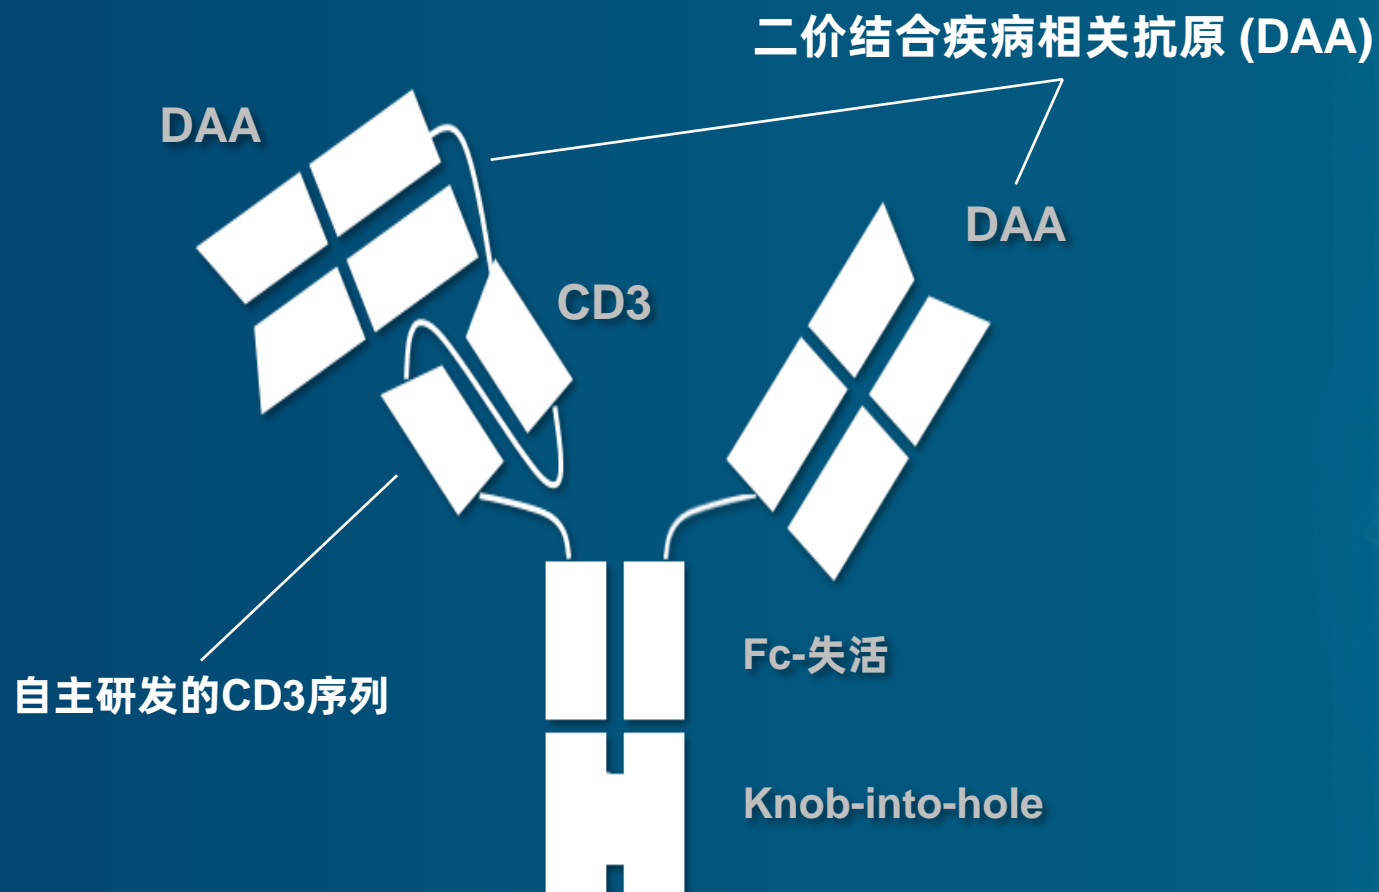 二价结合疾病相关抗原 (DAA)
DAA
DAA
CD3
Fc-失活
自主研发的CD3序列
Knob-into-hole